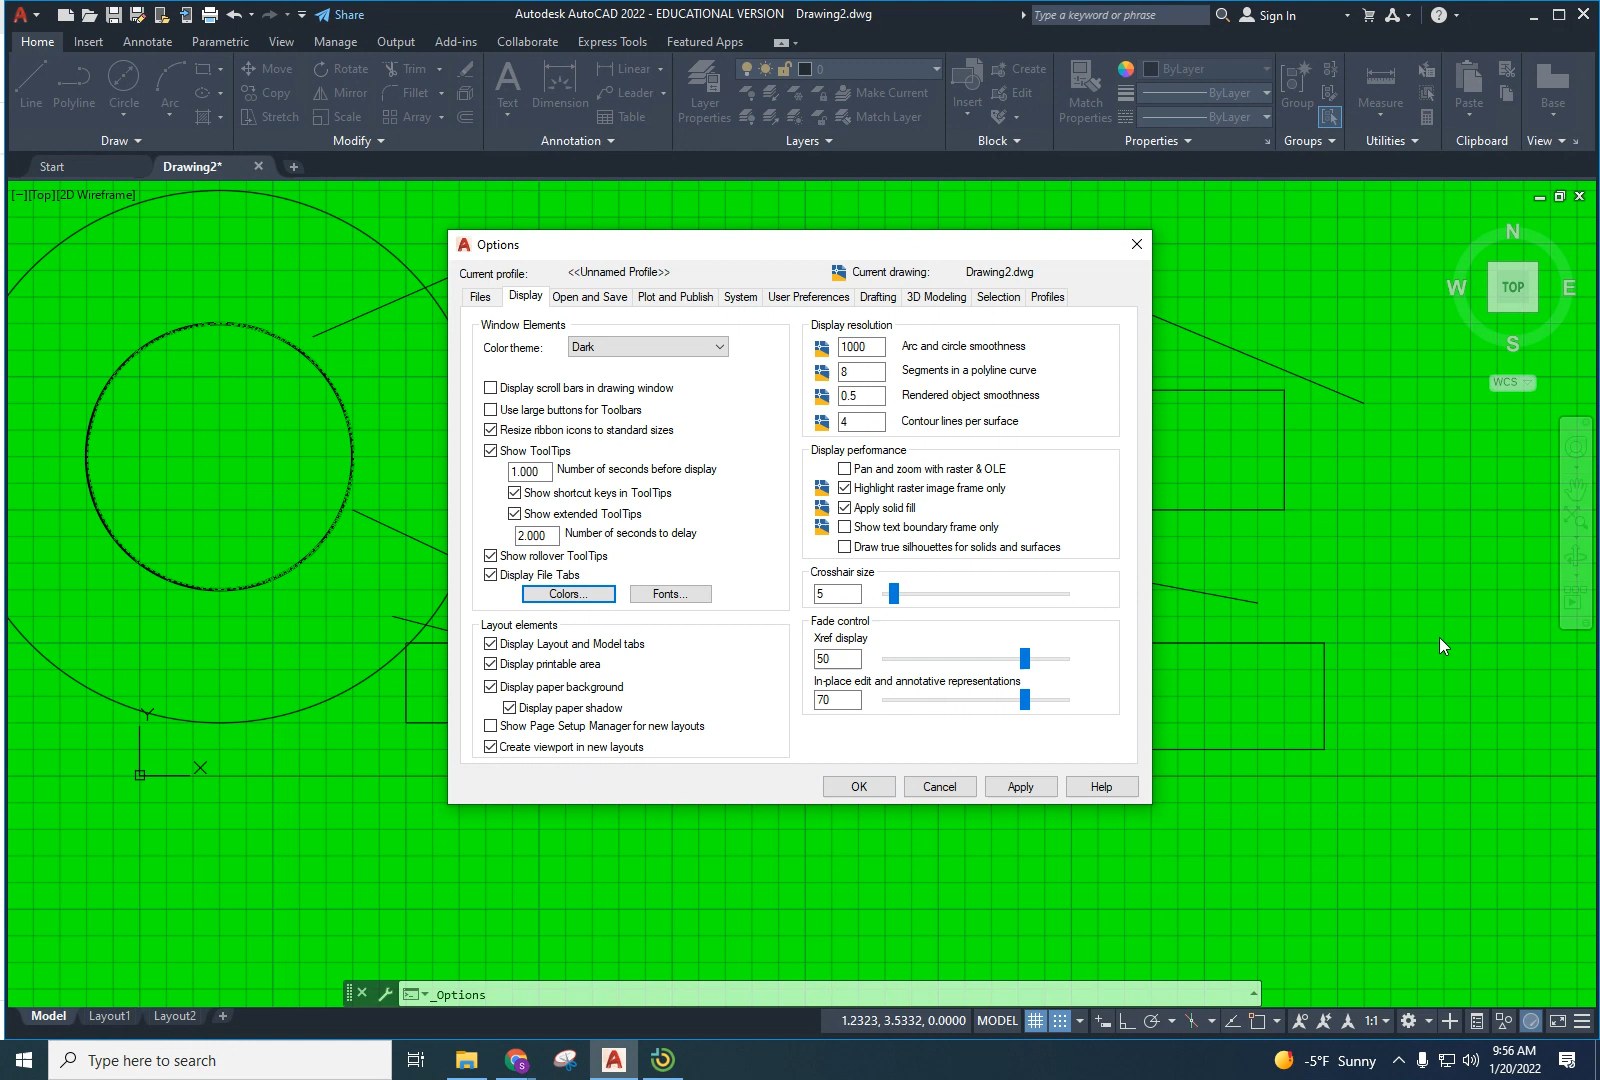 Share
Autodesk AutoCAD 2022 - EDUCATIONAL VERSION Drawing2.dwg
Type a keyword or phrase
Sign In
Home Insert Annotate Parametric View Manage Output Add-ins Collaborate Express Tools Featured Apps
Line Polyline Circle Arc
Move Rotate Trim
Copy Mirror Fillet
Stretch Scale Array
Text Dimension
Linear
Leader
Table
Layer
Properties
0
Make Current
Match Layer
Insert
Create
Edit
Match
Properties
ByLayer
ByLayer
ByLayer
Group
Measure
Paste
Base
Draw Modify Annotation Layers Block Properties Groups Utilities Clipboard View
Start Drawing2*
[−][Top][2D Wireframe]
N
W TOP E
S
WCS
Options
Current profile: <<Unnamed Profile>> Current drawing: Drawing2.dwg
Files Display Open and Save Plot and Publish System User Preferences Drafting 3D Modeling Selection Profiles
Window Elements
Color theme: Dark
Display scroll bars in drawing window
Use large buttons for Toolbars
Resize ribbon icons to standard sizes
Show ToolTips
1.000 Number of seconds before display
Show shortcut keys in ToolTips
Show extended ToolTips
2.000 Number of seconds to delay
Show rollover ToolTips
Display File Tabs
Colors... Fonts...
Layout elements
Display Layout and Model tabs
Display printable area
Display paper background
Display paper shadow
Show Page Setup Manager for new layouts
Create viewport in new layouts
Display resolution
1000 Arc and circle smoothness
8 Segments in a polyline curve
0.5 Rendered object smoothness
4 Contour lines per surface
Display performance
Pan and zoom with raster & OLE
Highlight raster image frame only
Apply solid fill
Show text boundary frame only
Draw true silhouettes for solids and surfaces
Crosshair size
5
Fade control
Xref display
50
In-place edit and annotative representations
70
OK Cancel Apply Help
Y
X
_Options
Model Layout1 Layout2
1.2323, 3.5332, 0.0000 MODEL 1:1
Type here to search
-5°F Sunny
9:56 AM
1/20/2022